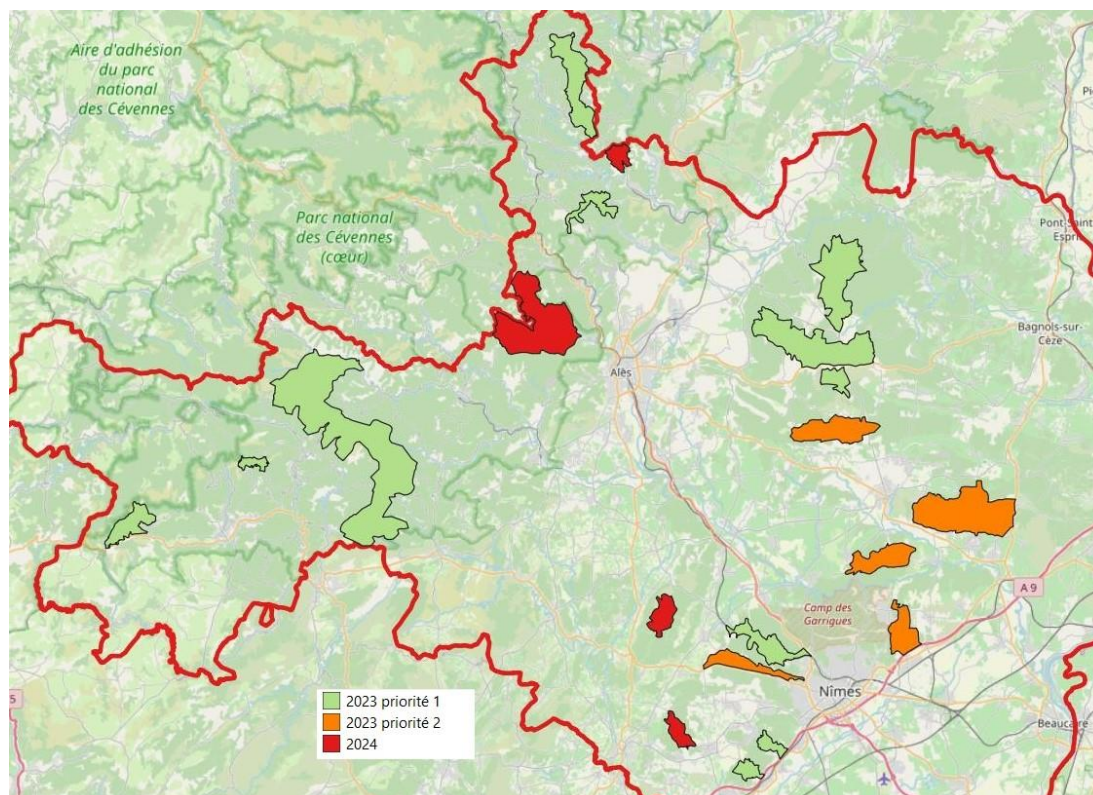 Aire d'adhésion
du parc
national
des Cévennes
Parc national
des Cévennes
(cœur)
Pont-Saint-
Esprit
Bagnols-sur-
Cèze
Alès
A 9
Camp des
Garrigues
Nîmes
Beaucaire
5
2023 priorité 1
2023 priorité 2
2024